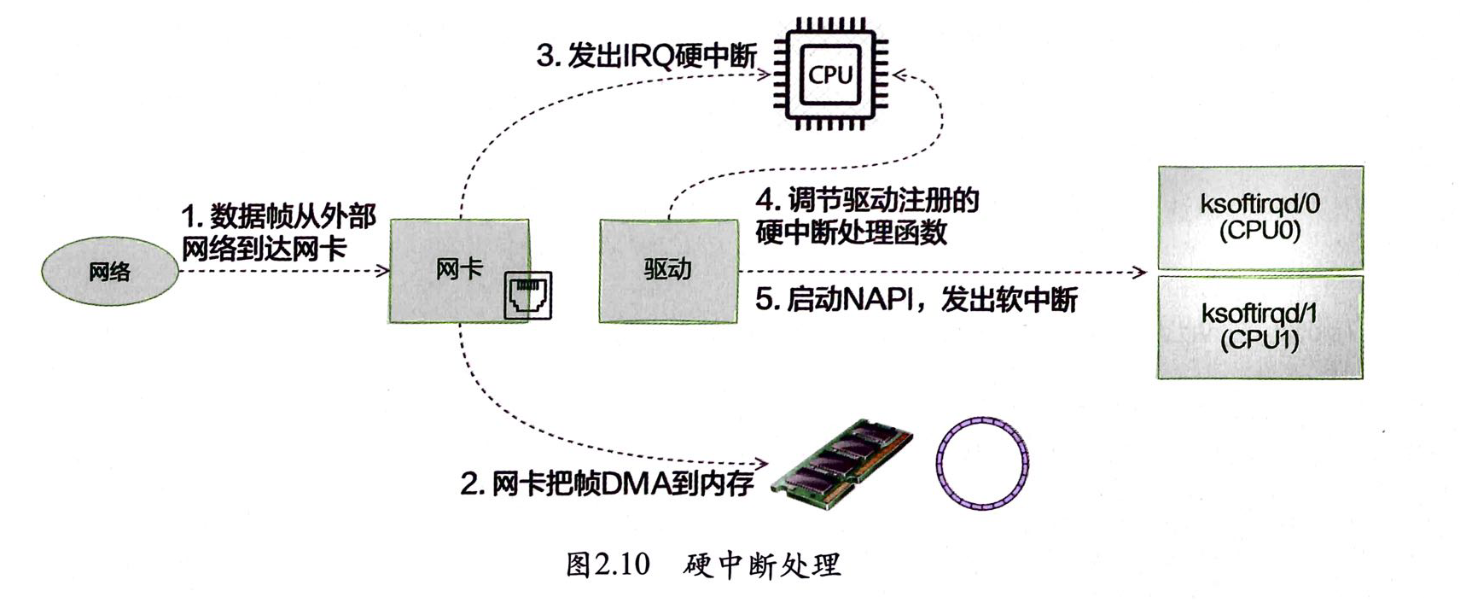 3. 发出IRQ硬中断
CPU
1. 数据帧从外部
网络到达网卡
网络
网卡
驱动
4. 调节驱动注册的
硬中断处理函数
5. 启动NAPI，发出软中断
ksoftirqd/0
(CPU0)
ksoftirqd/1
(CPU1)
2. 网卡把帧DMA到内存
图2.10 硬中断处理